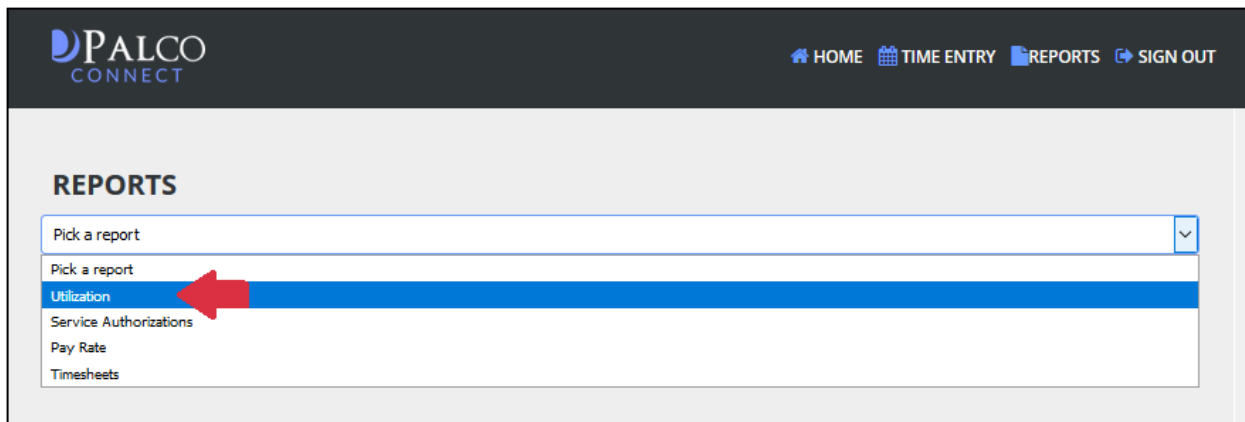 PALCO
CONNECT
HOME TIME ENTRY REPORTS SIGN OUT
REPORTS
Pick a report
Pick a report
Utilization
Service Authorizations
Pay Rate
Timesheets